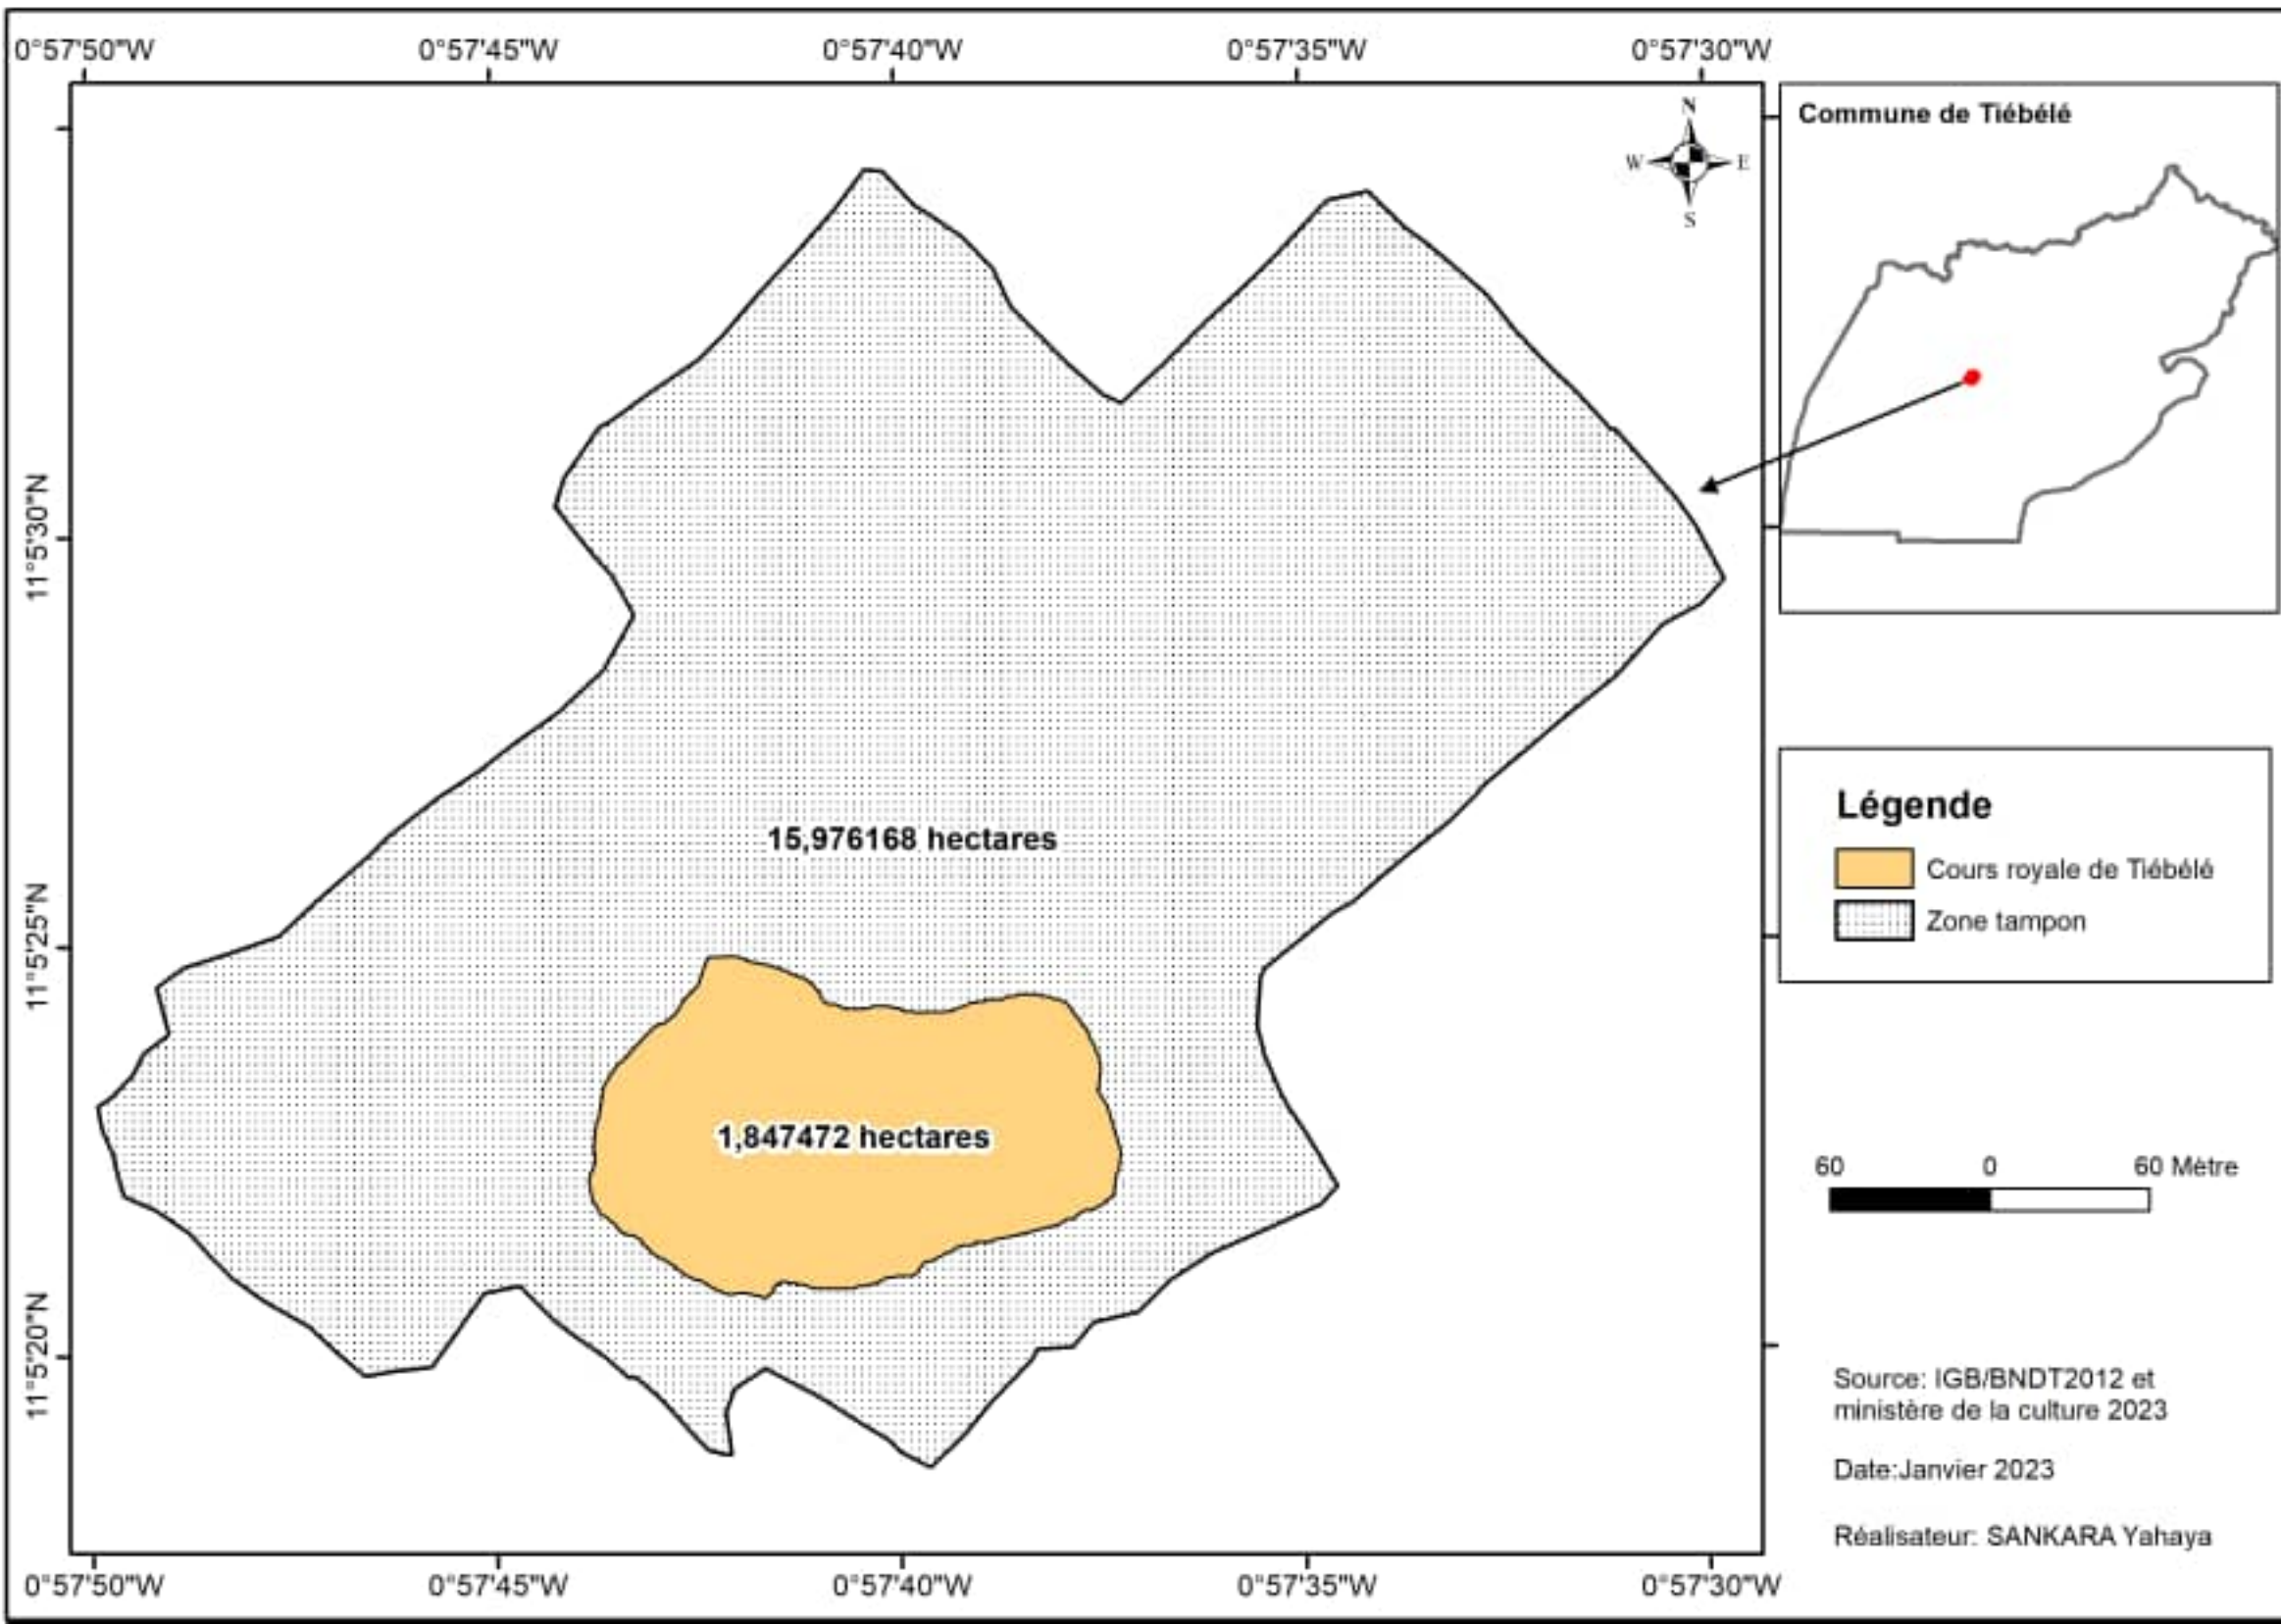 0°57'50"W 0°57'45"W 0°57'40"W 0°57'35"W 0°57'30"W
N
W E
S
Commune de Tiébélé
11°5'30"N
15,976168 hectares
Légende
Cours royale de Tiébélé
Zone tampon
11°5'25"N
1,847472 hectares
60 0 60 Mètre
11°5'20"N
Source: IGB/BNDT2012 et
ministère de la culture 2023
Date:Janvier 2023
Réalisateur: SANKARA Yahaya
0°57'50"W 0°57'45"W 0°57'40"W 0°57'35"W 0°57'30"W